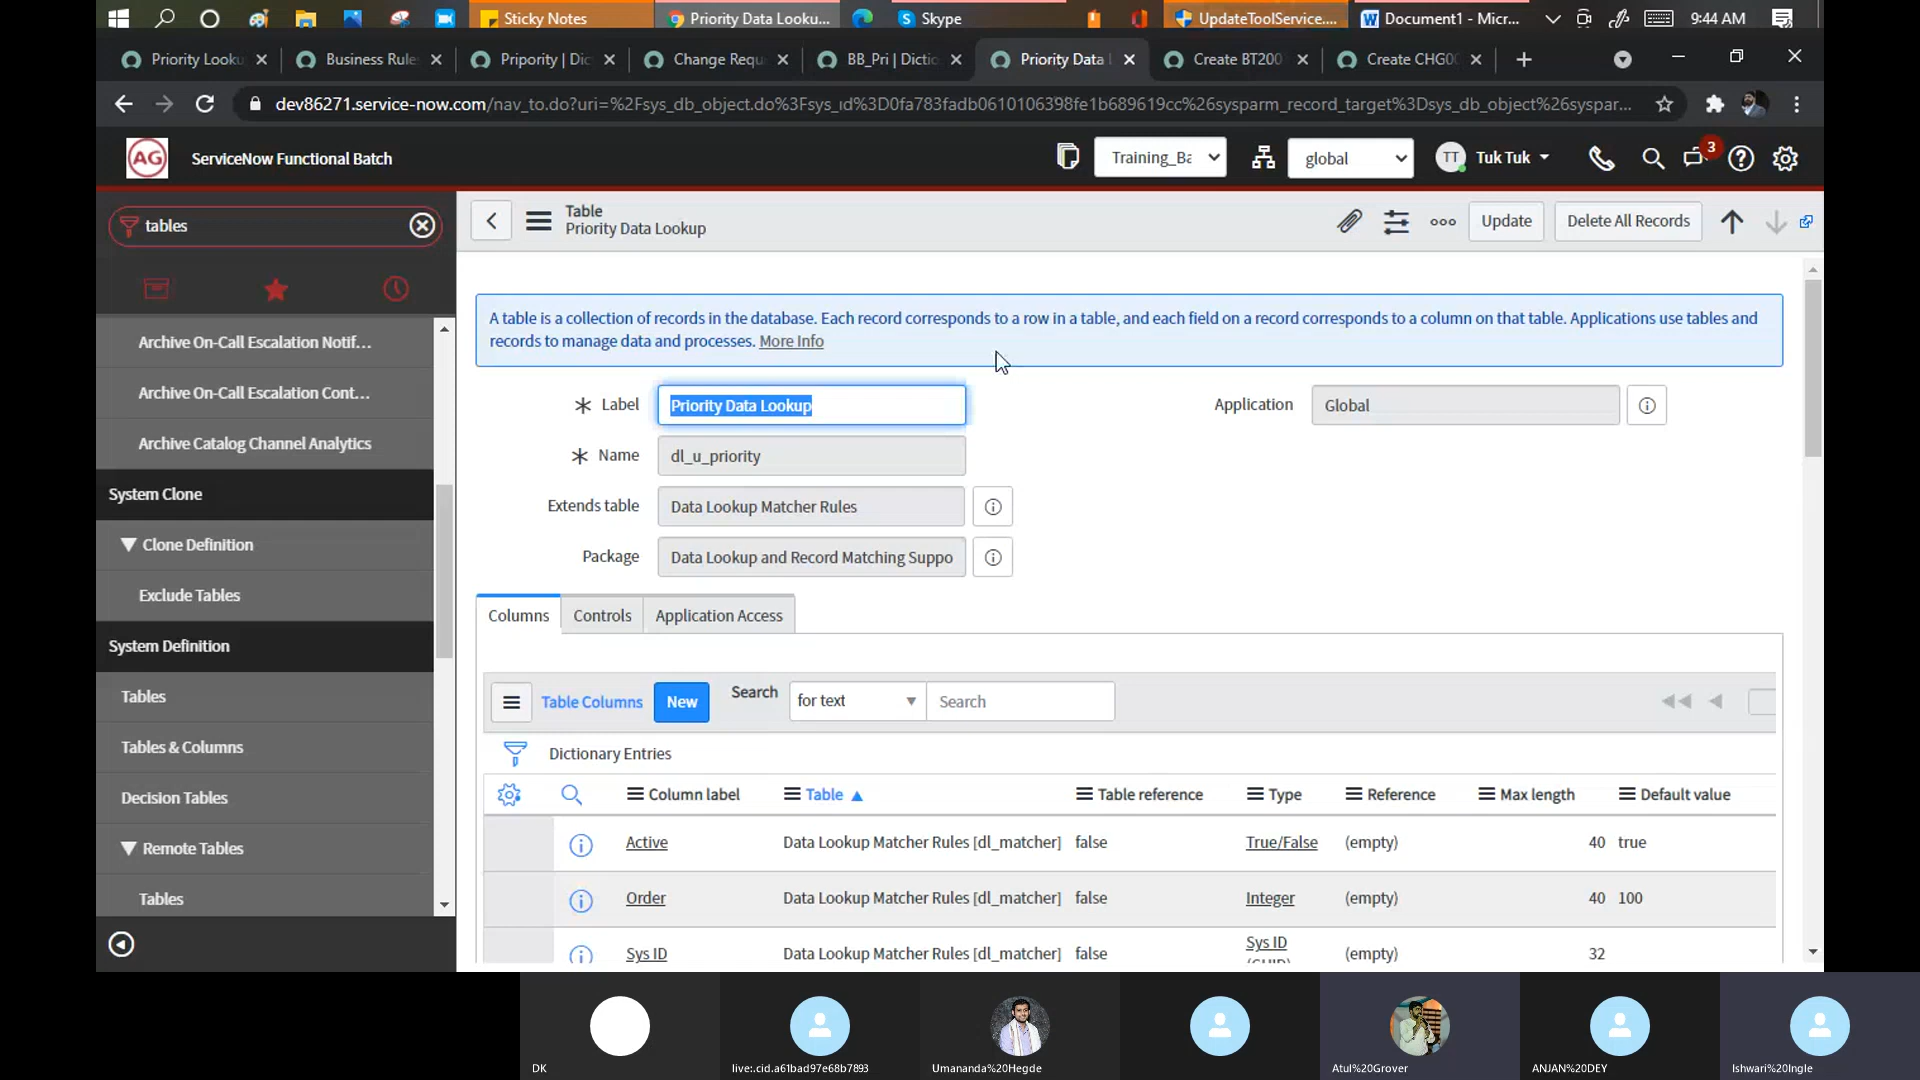 Sticky Notes
Priority Data Looku...
Skype
UpdateToolService....
Document1 - Micr...
9:44 AM
Priority Looku
Business Rule
Pripority | Dic
Change Requ
BB_Pri | Dictio
Priority Data l
Create BT200
Create CHG00
dev86271.service-now.com/nav_to.do?uri=%2Fsys_db_object.do%3Fsys_id%3D0fa783fadb0610106398fe1b689619cc%26sysparm_record_target%3Dsys_db_object%26syspar...
AG
ServiceNow Functional Batch
Training_Ba
global
TT
Tuk Tuk
3
tables
Table
Priority Data Lookup
Update
Delete All Records
Archive On-Call Escalation Notif...
Archive On-Call Escalation Cont...
Archive Catalog Channel Analytics
System Clone
Clone Definition
Exclude Tables
System Definition
Tables
Tables & Columns
Decision Tables
Remote Tables
Tables
A table is a collection of records in the database. Each record corresponds to a row in a table, and each field on a record corresponds to a column on that table. Applications use tables and
records to manage data and processes. More Info
Label
Priority Data Lookup
Application
Global
Name
dl_u_priority
Extends table
Data Lookup Matcher Rules
Package
Data Lookup and Record Matching Suppo
Columns
Controls
Application Access
Table Columns
New
Search
for text
Search
Dictionary Entries
Column label
Table
Table reference
Type
Reference
Max length
Default value
Active
Data Lookup Matcher Rules [dl_matcher]
false
True/False
(empty)
40
true
Order
Data Lookup Matcher Rules [dl_matcher]
false
Integer
(empty)
40
100
Sys ID
Data Lookup Matcher Rules [dl_matcher]
false
Sys ID
(GUID)
(empty)
32
DK
live:.cid.a61bad97e68b7893
Umananda%20Hegde
Atul%20Grover
ANJAN%20DEY
Ishwari%20Ingle